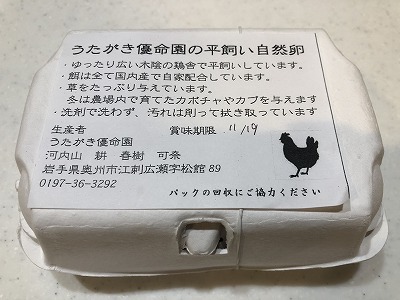 うたがき優命園の平飼い自然卵
・ゆったり広い木陰の鶏舎で平飼いしています。
・餌は全て国内産で自家配合しています。
・草をたっぷり与えています。
冬は農場内で育てたカボチャやカブを与えます
・洗剤で洗わず、汚れは削って拭き取っています
生産者 賞味期限 11/19
うたがき優命園
河内山 耕 春樹 可奈
岩手県奥州市江刺広瀬字松館89
0197-36-3292
パックの回収にご協力ください